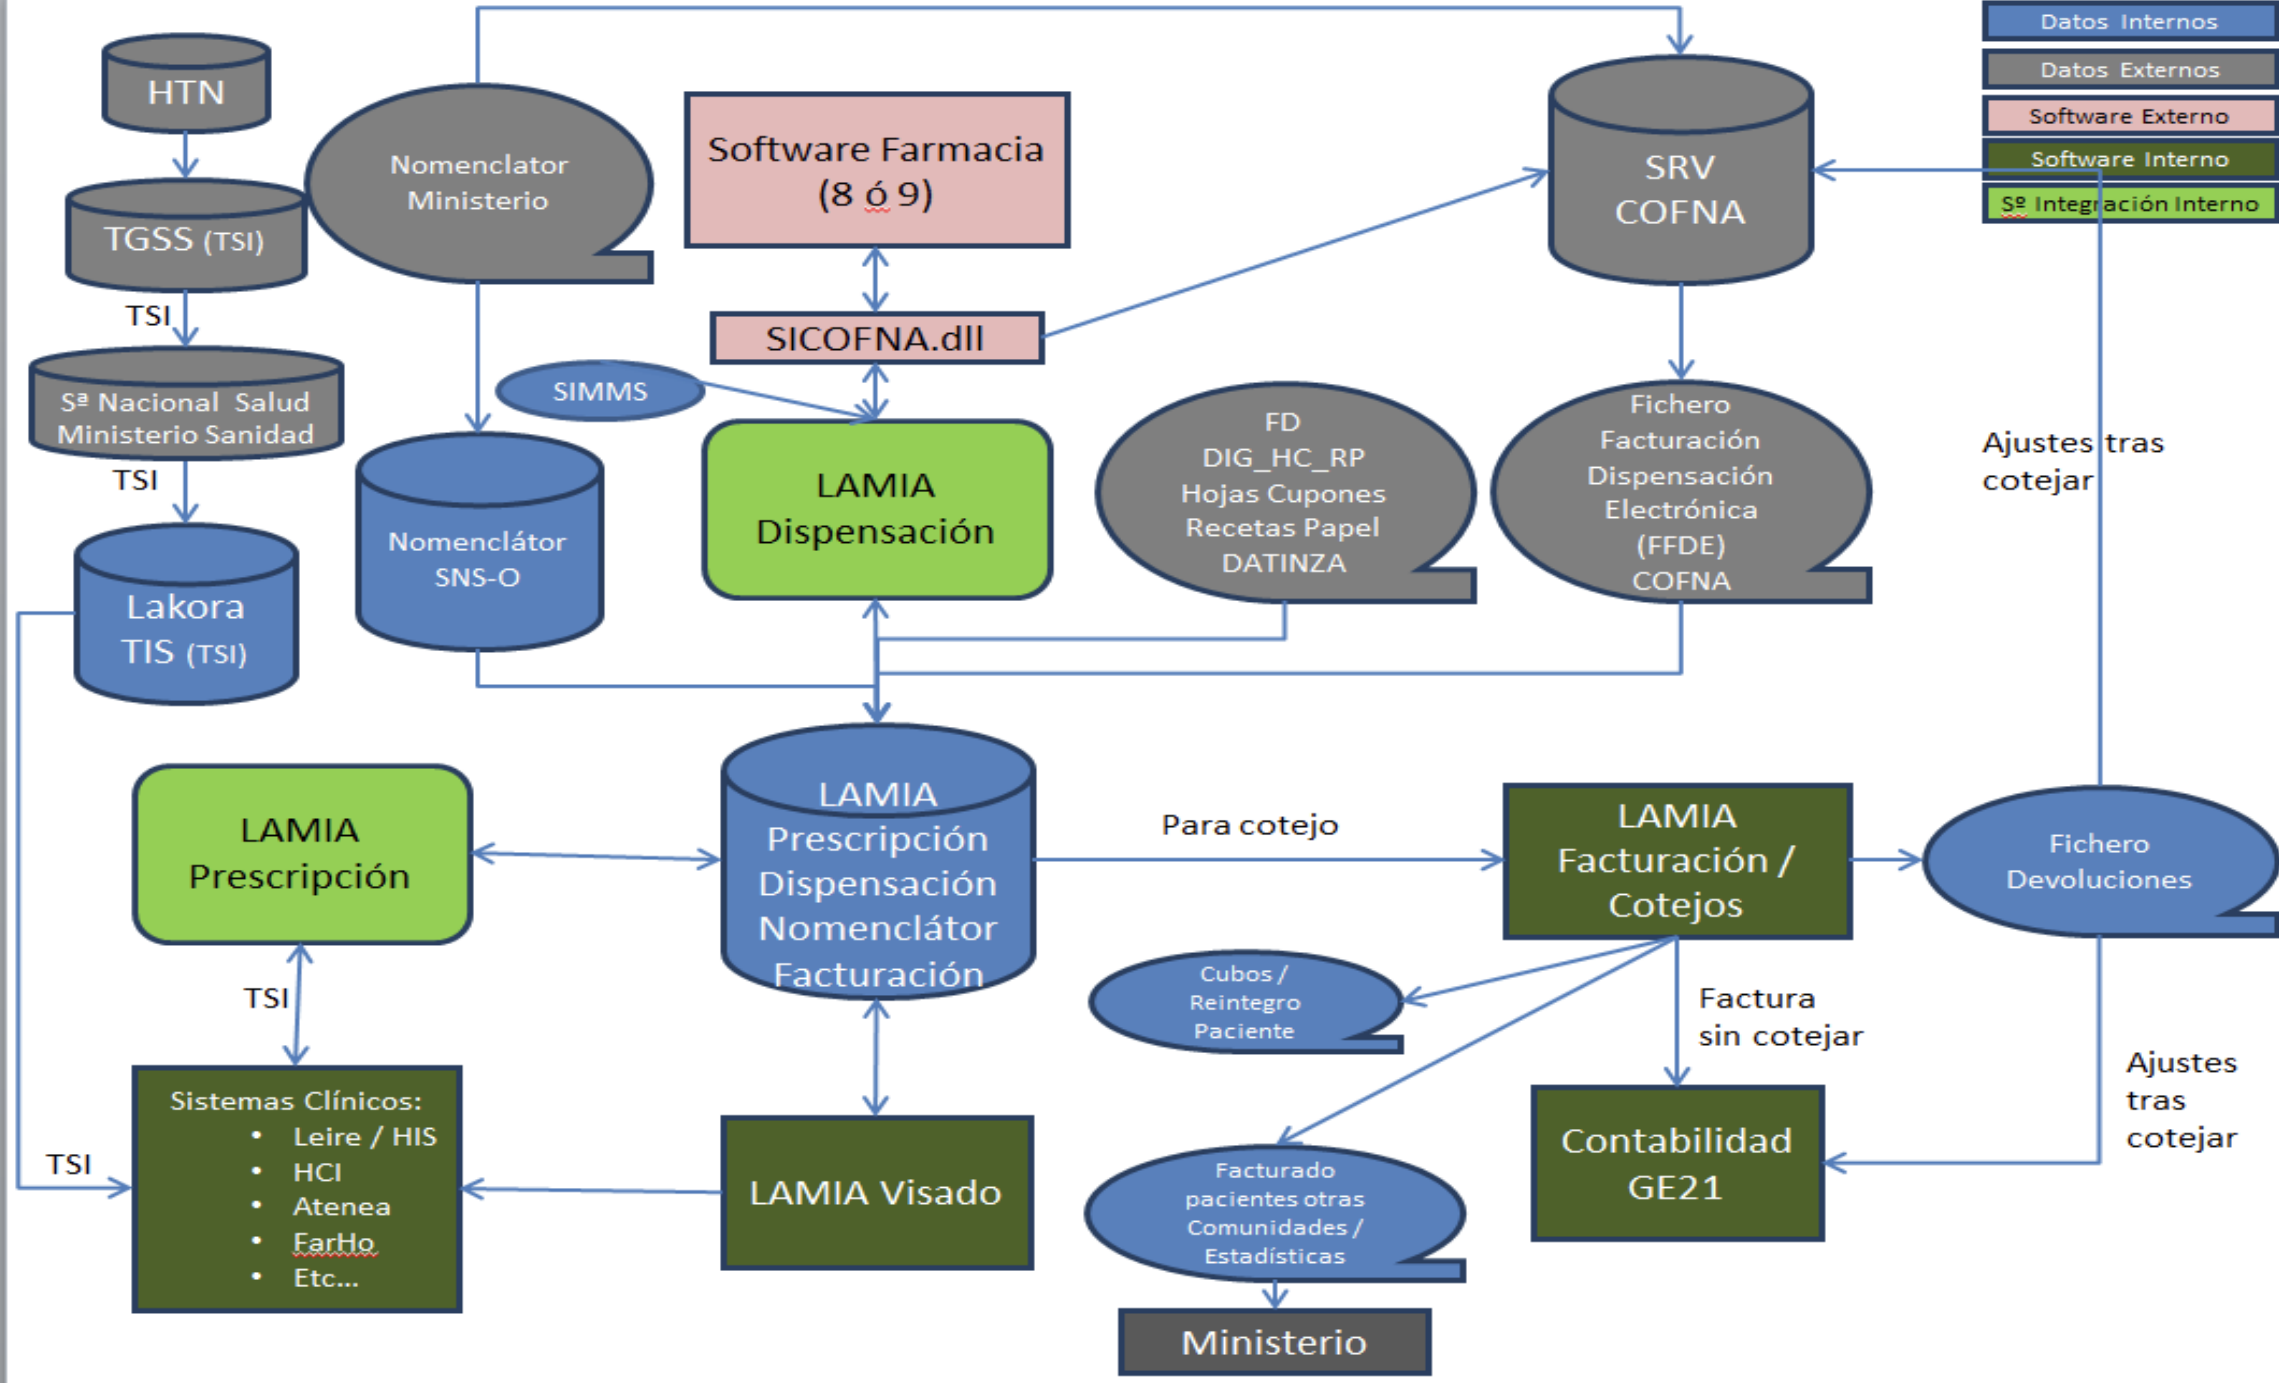 HTN
TGSS (TSI)
TSI
Sª Nacional Salud
Ministerio Sanidad
TSI
Lakora
TIS (TSI)
Nomenclator
Ministerio
Software Farmacia
(8 ó 9)
SICOFNA.dll
SIMMS
Nomenclátor
SNS-O
LAMIA
Dispensación
FD
DIG_HC_RP
Hojas Cupones
Recetas Papel
DATINZA
SRV
COFNA
Fichero
Facturación
Dispensación
Electrónica
(FFDE)
COFNA
Datos Internos
Datos Externos
Software Externo
Software Interno
Sº Integración Interno
Ajustes tras
cotejar
LAMIA
Prescripción
LAMIA
Prescripción
Dispensación
Nomenclátor
Facturación
Para cotejo
LAMIA
Facturación /
Cotejos
Fichero
Devoluciones
TSI
Sistemas Clínicos:
• Leire / HIS
• HCI
• Atenea
• FarHo
• Etc...
TSI
LAMIA Visado
Cubos /
Reintegro
Paciente
Factura
sin cotejar
Facturado
pacientes otras
Comunidades /
Estadísticas
Contabilidad
GE21
Ajustes
tras
cotejar
Ministerio